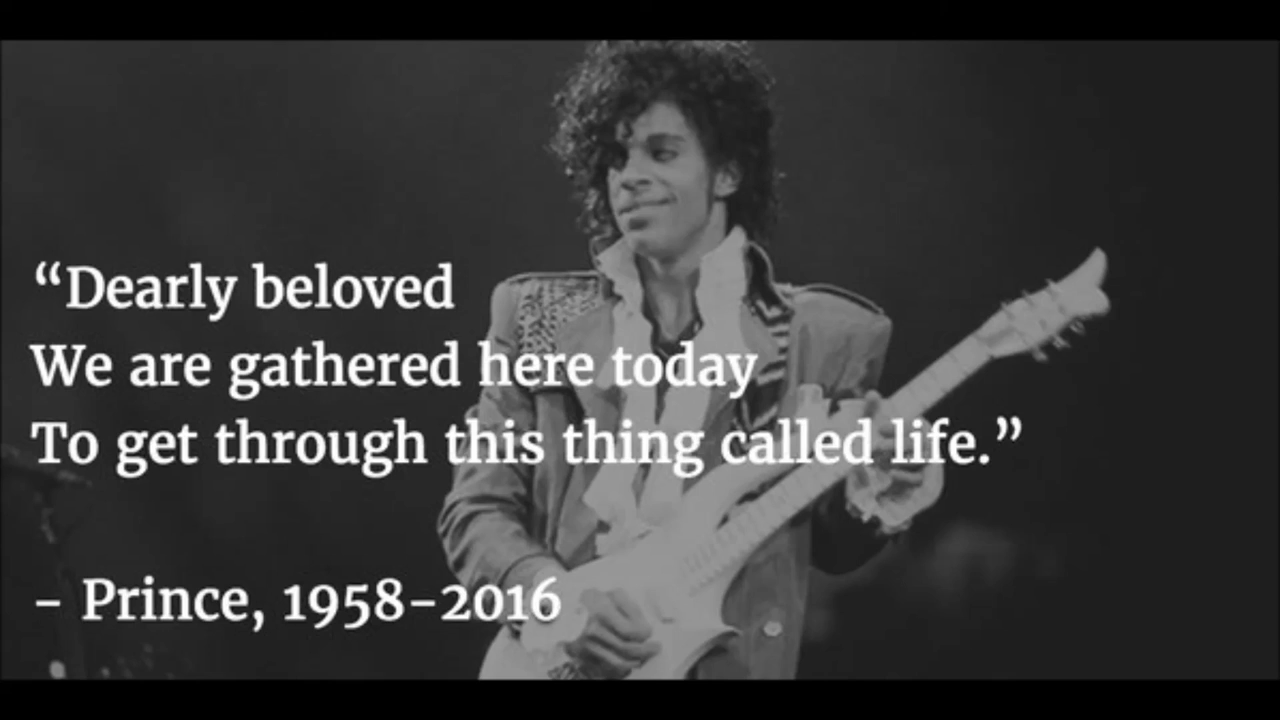 “Dearly beloved
We are gathered here today
To get through this thing called life.”
– Prince, 1958–2016